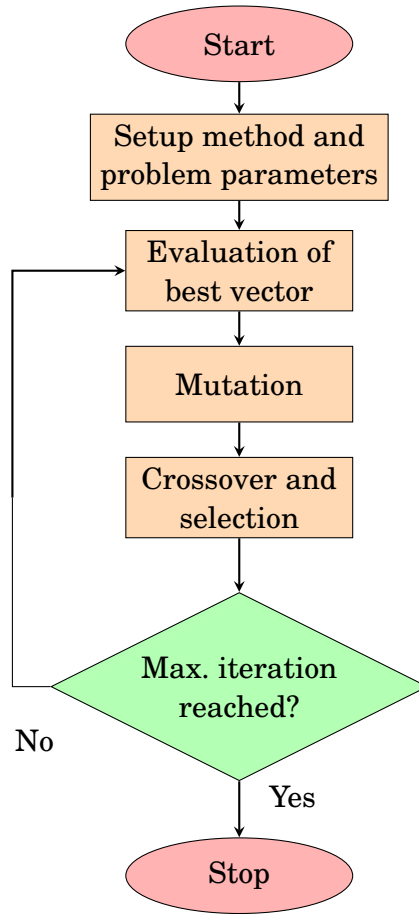 Start
Setup method and
problem parameters
Evaluation of
best vector
Mutation
Crossover and
selection
Max. iteration
reached?
No
Yes
Stop